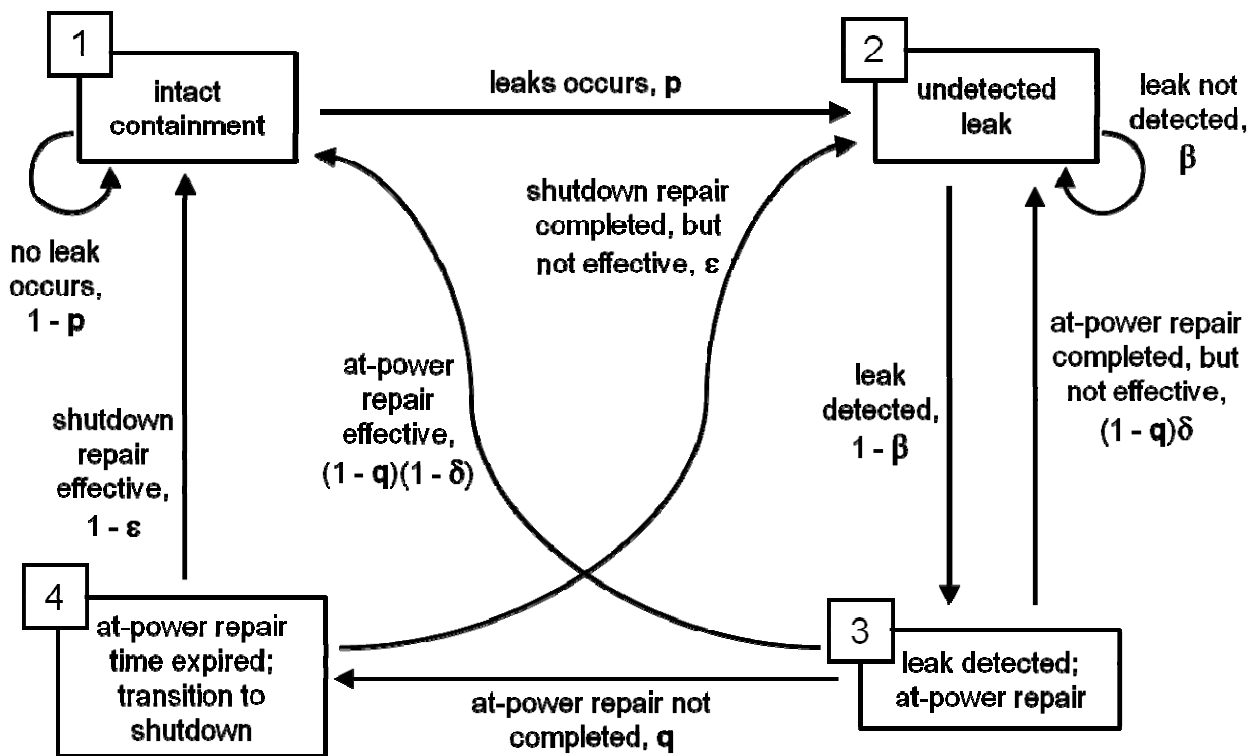 1
intact
containment
leaks occurs, p
2
undetected
leak
leak not
detected,
β
no leak
occurs,
1 - p
shutdown repair
completed, but
not effective, ε
at-power
repair
effective,
(1 - q)(1 - δ)
leak
detected,
1 - β
at-power repair
completed, but
not effective,
(1 - q)δ
shutdown
repair
effective,
1 - ε
4
at-power repair
time expired;
transition to
shutdown
at-power repair not
completed, q
3
leak detected;
at-power repair